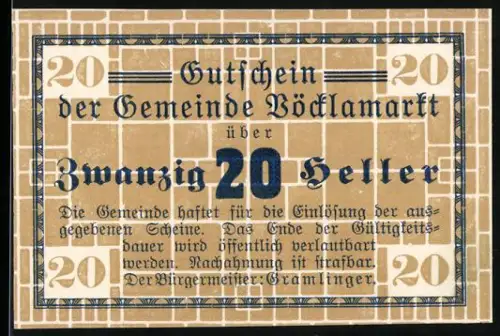 20 Gutschein 20
der Gemeinde Vöcklamarkt
über
Zwanzig 20 Heller
Die Gemeinde haftet für die Einlösung der aus-
gegebenen Scheine. Das Ende der Gültigkeits-
dauer wird öffentlich verlautbart
werden. Nachahmung ist strafbar.
20 Der Bürgermeister: Gramlinger. 20